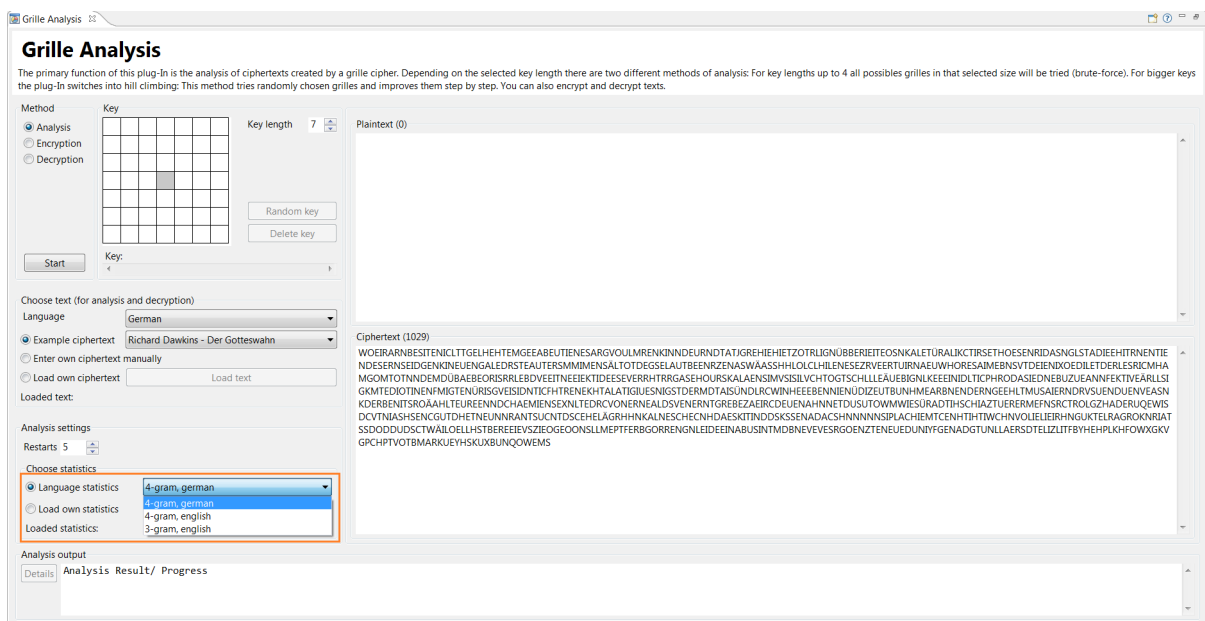 Grille Analysis
Grille Analysis
The primary function of this plug-In is the analysis of ciphertexts created by a grille cipher. Depending on the selected key length there are two different methods of analysis: For key lengths up to 4 all possibles grilles in that selected size will be tried (brute-force). For bigger keys
the plug-In switches into hill climbing: This method tries randomly chosen grilles and improves them step by step. You can also encrypt and decrypt texts.
Method
Analysis
Encryption
Decryption
Start
Key
Key length 7
Random key
Delete key
Key:
Choose text (for analysis and decryption)
Language German
Example ciphertext Richard Dawkins - Der Gotteswahn
Enter own ciphertext manually
Load own ciphertext Load text
Loaded text:
Analysis settings
Restarts 5
Choose statistics
Language statistics 4-gram, german
4-gram, german
Load own statistics
4-gram, english
Loaded statistics:
3-gram, english
Plaintext (0)
Ciphertext (1029)
WOEIRARNBESITENICLTTGELHEHTEMGEEABEUTIENESARGVOULMRENKINNDEURNDTATJGREHIEHIETZOTRLIGNÜBBERIEITEOSNKALETÜRALIKCTIRSETHOESENRIDASNGLSTADIEEHITRNENTIE
NDESERNSEIDGENKINEUENGALEDRSTEAUTERSMMIMENSÄLTOTDEGSELAUTBEENRZENASWÄASSHHLOLCLHILENESEZRVEERTUIRNAEUWHORESAIMEBNSVTDEIENIXOEDILETDERLESRICMHA
MGOMTOTNNDEMDÜBAEBEORISRRLEBDVEEITNEEIEKTIDEESEVERRHTRRGASEHOURSKALAENSIMVSISILVCHTOGTSCHLLLEÄUEBIGNLKEEEINIDLTICPHRODASIEDNEBUZUEANNFEKTIVEÄRLLSI
GKMTEDIOTINENFMIGTENÜRISGVEISIDNTICFHTRENEKHTALATIGIUESNIGSTDERMDTAISÜNDLRCWINHEEEBENNIENÜDIZEUTBUNHMEARBNENDERNGEEHLTMUSAIERNDRVSUENDUENVEASN
KDERBENITSROÄAHLTEUREENNDCHAEMIENSEXNLTEDRCVONERNEALDSVENERNTGREBEZAEIRCDEUENAHNNETDUSUTOWMWIESÜRADTIHSCHIAZTUERERMEFNSRCTROLGZHADERUQEWIS
DCVTNIASHSENCGUTDHETNEUNNRANTSUCNTDSCEHELÄGRHHNKALNESCHECNHDAESKITINDDSKSSENADACSHNNNNNSIPLACHIEMTCENHTIHTIWCHNVOLIELIEIRHNGUKTELRAGROKNRIAT
SSDODDUDSCTWÄILOELLHSTBEREEIEVSZIEOGEOONSLLMEPTFERBGORRENGNLEIDEEINABUSINTMDBNEVEVESRGOENZTENEUEDUNIYFGENADGTUNLLAERSDTELIZLITFBYHEHPLKHFOWXGKV
GPCHPTVOTBMARKUEYHSKUXBUNQOWEMS
Analysis output
Details
Analysis Result/ Progress